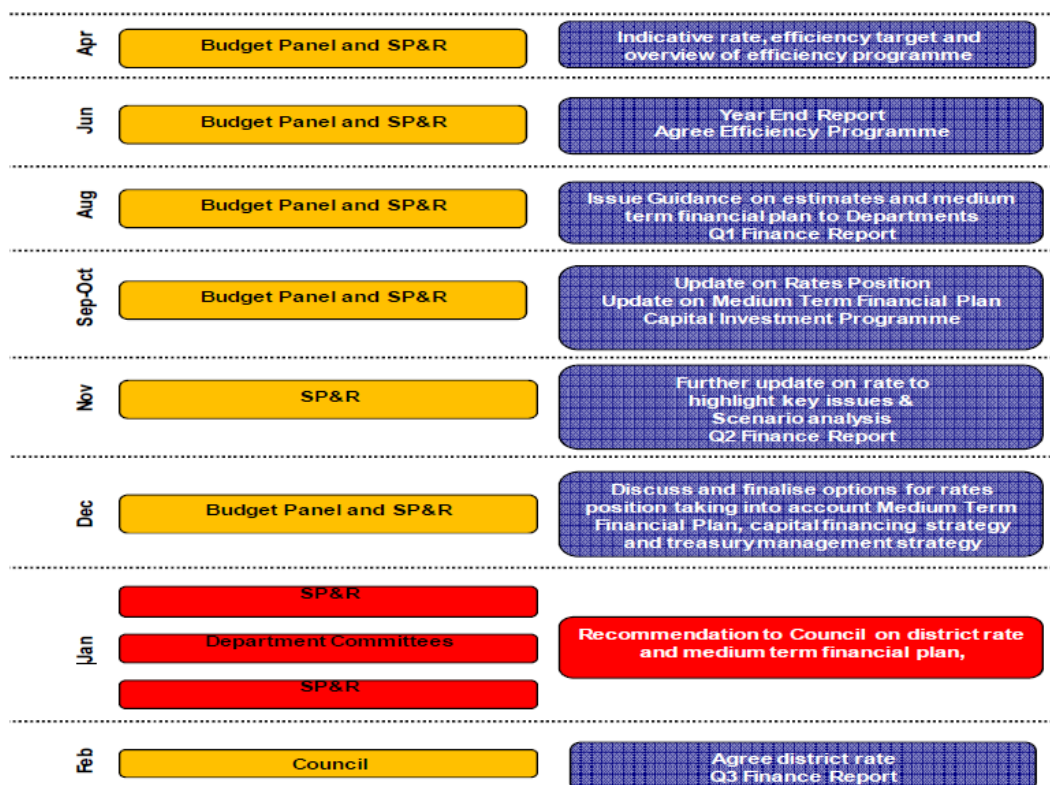 Apr
Budget Panel and SP&R
Indicative rate, efficiency target and
overview of efficiency programme
Jun
Budget Panel and SP&R
Year End Report
Agree Efficiency Programme
Aug
Budget Panel and SP&R
Issue Guidance on estimates and medium
term financial plan to Departments
Q1 Finance Report
Sep-Oct
Budget Panel and SP&R
Update on Rates Position
Update on Medium Term Financial Plan
Capital Investment Programme
Nov
SP&R
Further update on rate to
highlight key issues &
Scenario analysis
Q2 Finance Report
Dec
Budget Panel and SP&R
Discuss and finalise options for rates
position taking into account Medium Term
Financial Plan, capital financing strategy
and treasury management strategy
Jan
SP&R
Department Committees
SP&R
Recommendation to Council on district rate
and medium term financial plan,
Feb
Council
Agree district rate
Q3 Finance Report